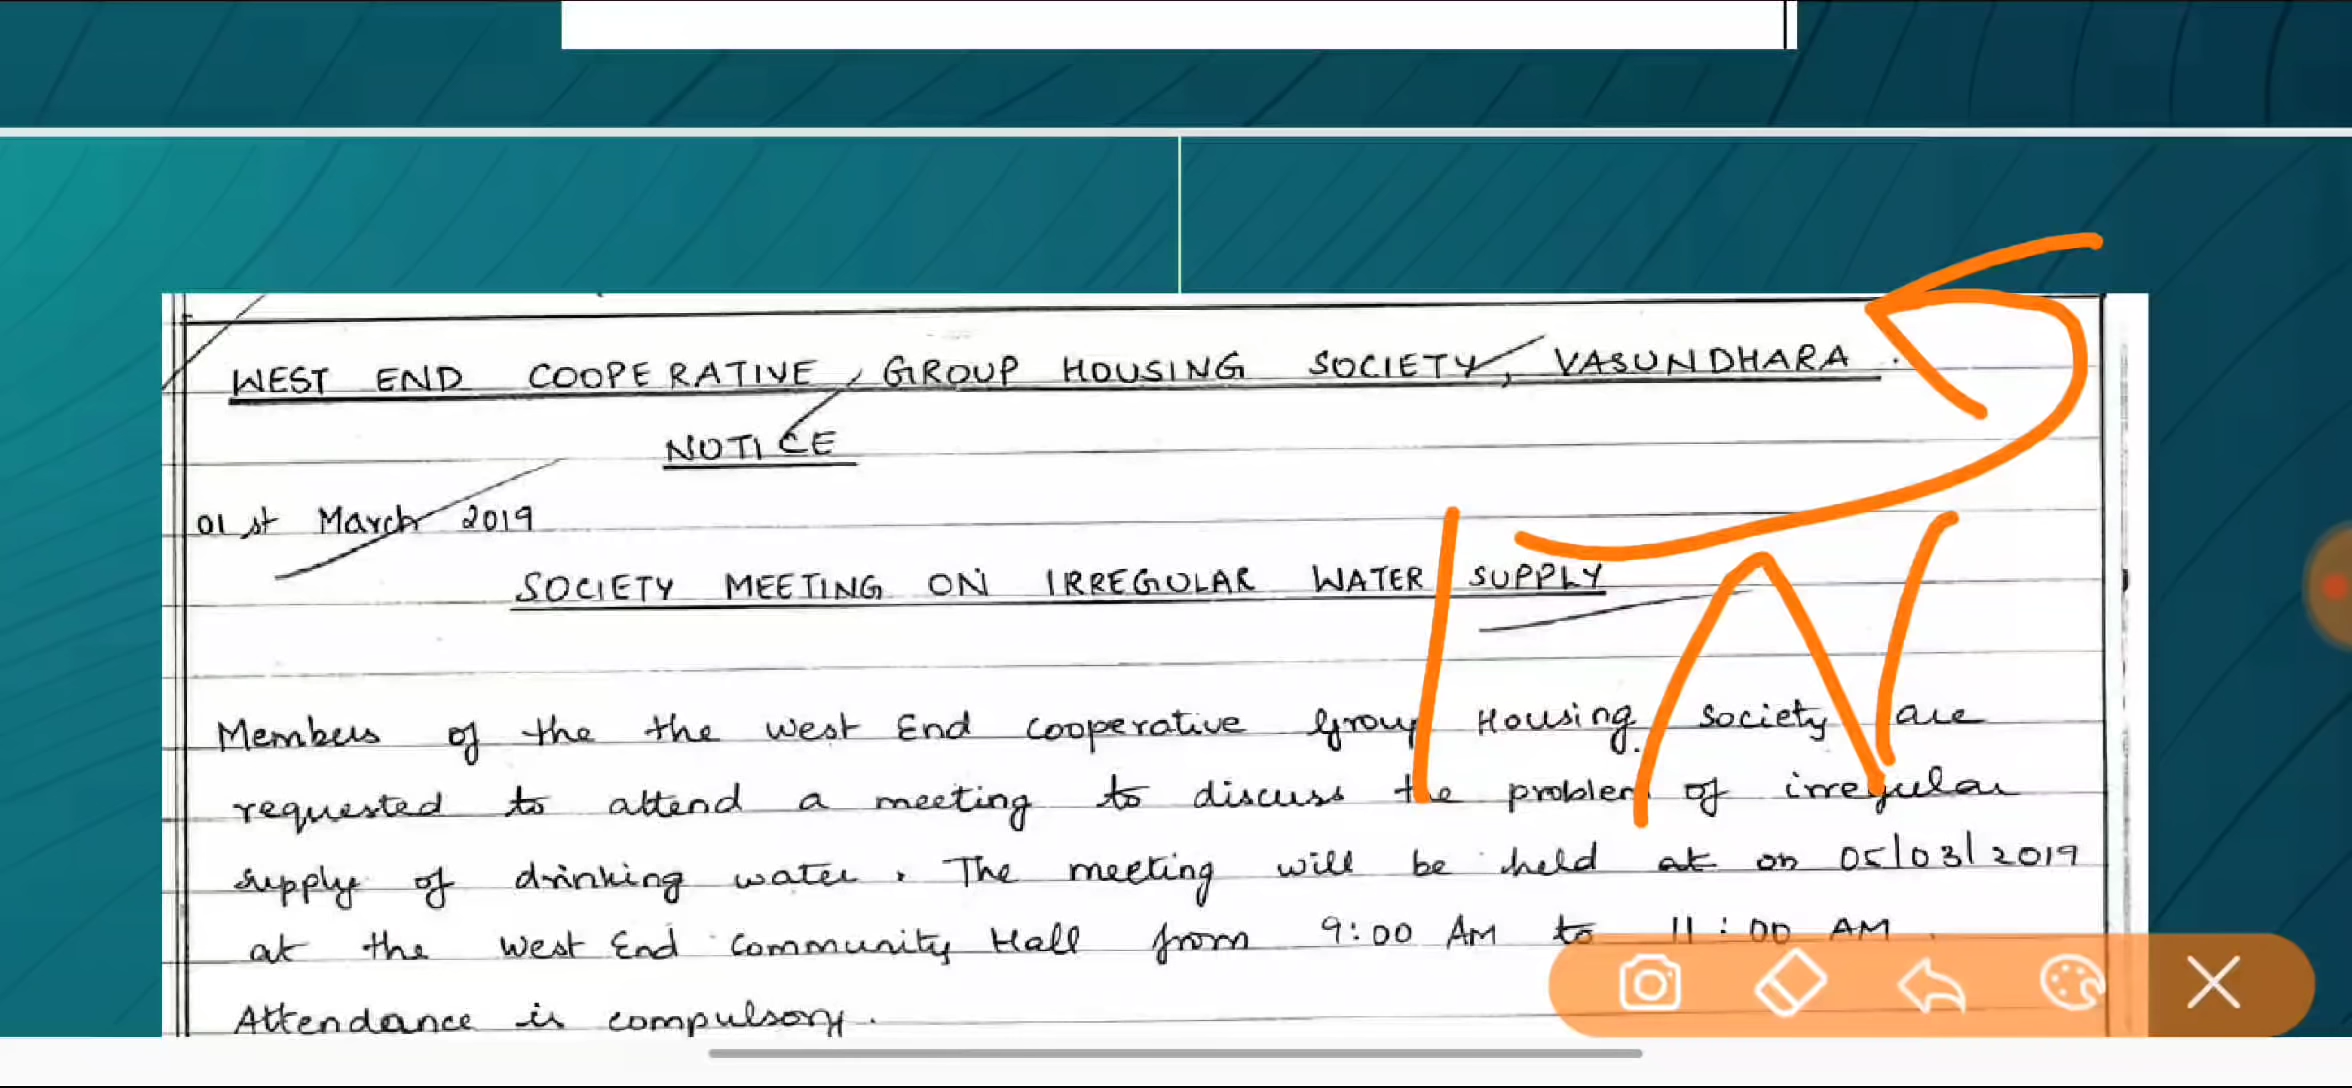 WEST END COOPERATIVE GROUP HOUSING SOCIETY, VASUNDHARA.
NOTICE
01st March 2019
SOCIETY MEETING ON IRREGULAR WATER SUPPLY
Members of the the West End cooperative Group Housing Society are
requested to attend a meeting to discuss the problem of irregular
supply of drinking water. The meeting will be held at on 05/03/2019
at the West End Community Hall from 9:00 AM to 11:00 AM.
Attendance is compulsory.
IN